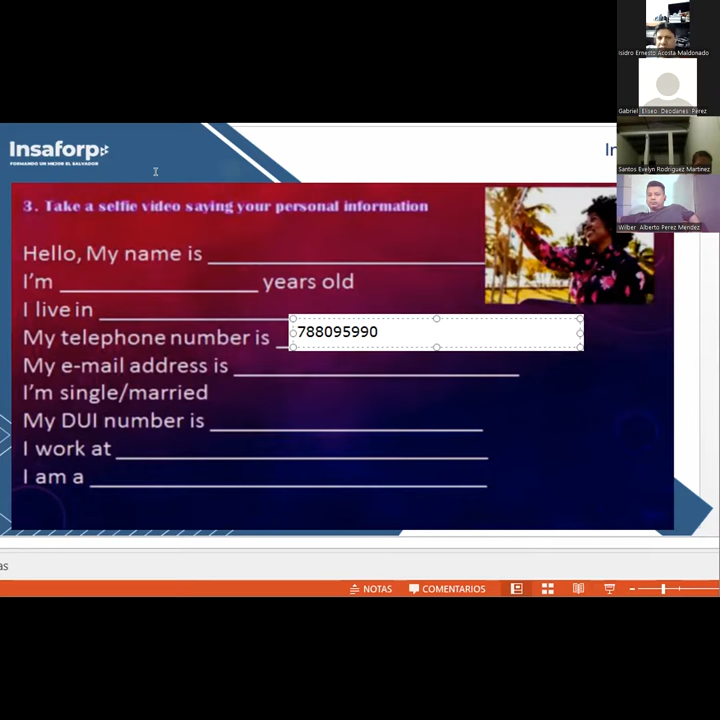 Isidro Ernesto Acosta Maldonado
Gabriel Eliseo Deodanes Perez
Santos Evelyn Rodriguez Martinez
Wilber Alberto Perez Mendez
Insaforp
FORMANDO UN MEJOR EL SALVADOR
In
3. Take a selfie video saying your personal information
Hello, My name is
I'm years old
I live in
My telephone number is 788095990
My e-mail address is
I'm single/married
My DUI number is
I work at
I am a
as
NOTAS COMENTARIOS